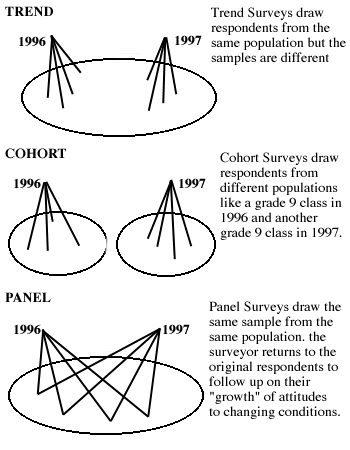 TREND
Trend Surveys draw
respondents from the
same population but the
samples are different
1996
1997
COHORT
Cohort Surveys draw
respondents from
different populations
like a grade 9 class in
1996 and another
grade 9 class in 1997.
1996
1997
PANEL
Panel Surveys draw the
same sample from the
same population. the
surveyor returns to the
original respondents to
follow up on their
"growth" of attitudes
to changing conditions.
1996
1997